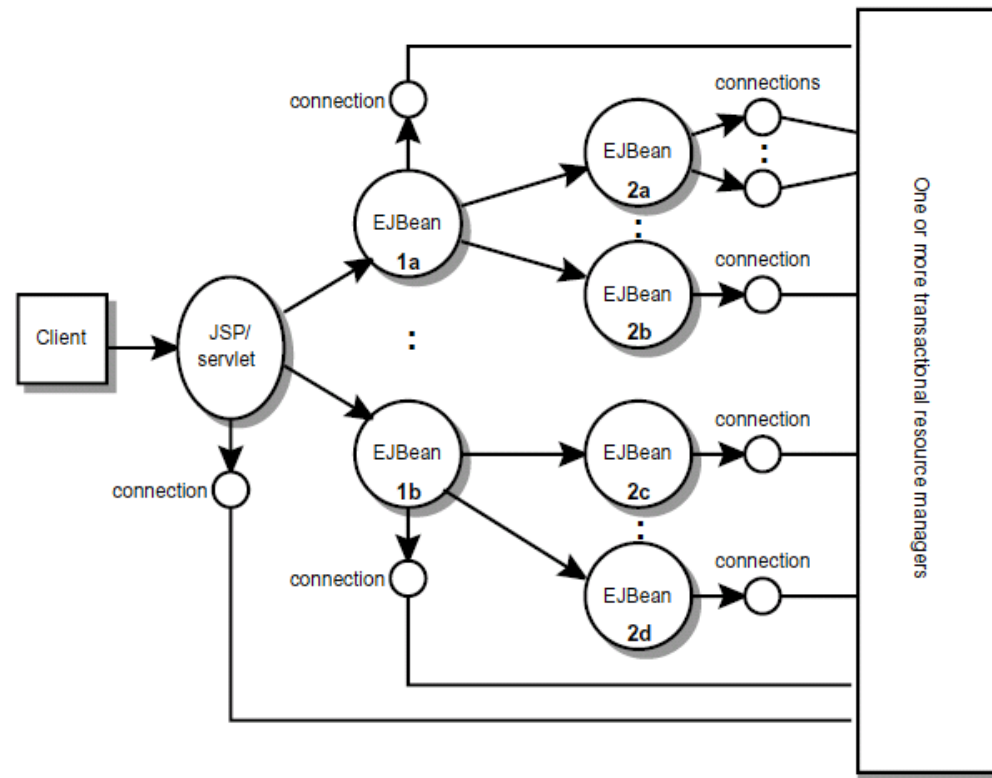 connection
connections
EJBean
2a
EJBean
1a
connection
EJBean
2b
Client
JSP/
servlet
One or more transactional resource managers
connection
EJBean
1b
EJBean
2c
connection
connection
connection
EJBean
2d